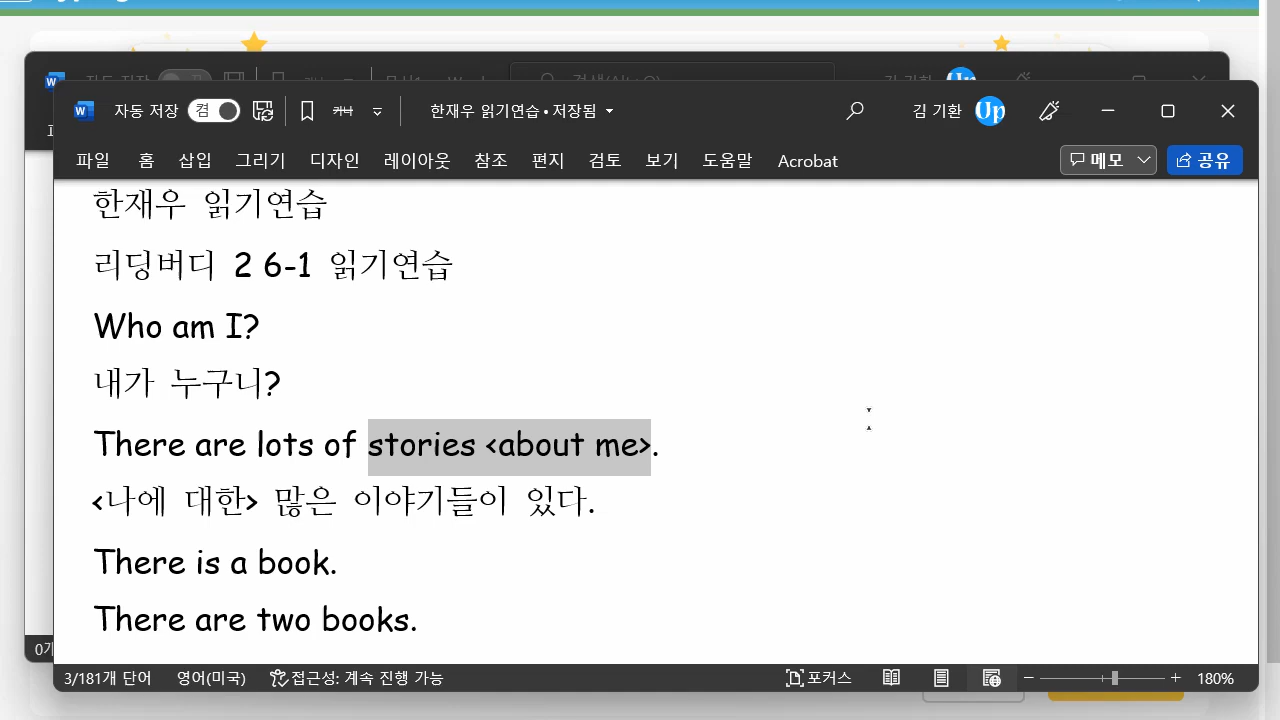 자동 저장 켬 한재우 읽기연습 • 저장됨 김 기환 Up
파일 홈 삽입 그리기 디자인 레이아웃 참조 편지 검토 보기 도움말 Acrobat 메모 공유
한재우 읽기연습
리딩버디 2 6-1 읽기연습
Who am I?
내가 누구니?
There are lots of stories <about me>.
<나에 대한> 많은 이야기들이 있다.
There is a book.
There are two books.
3/181개 단어 영어(미국) 접근성: 계속 진행 가능 포커스 180%